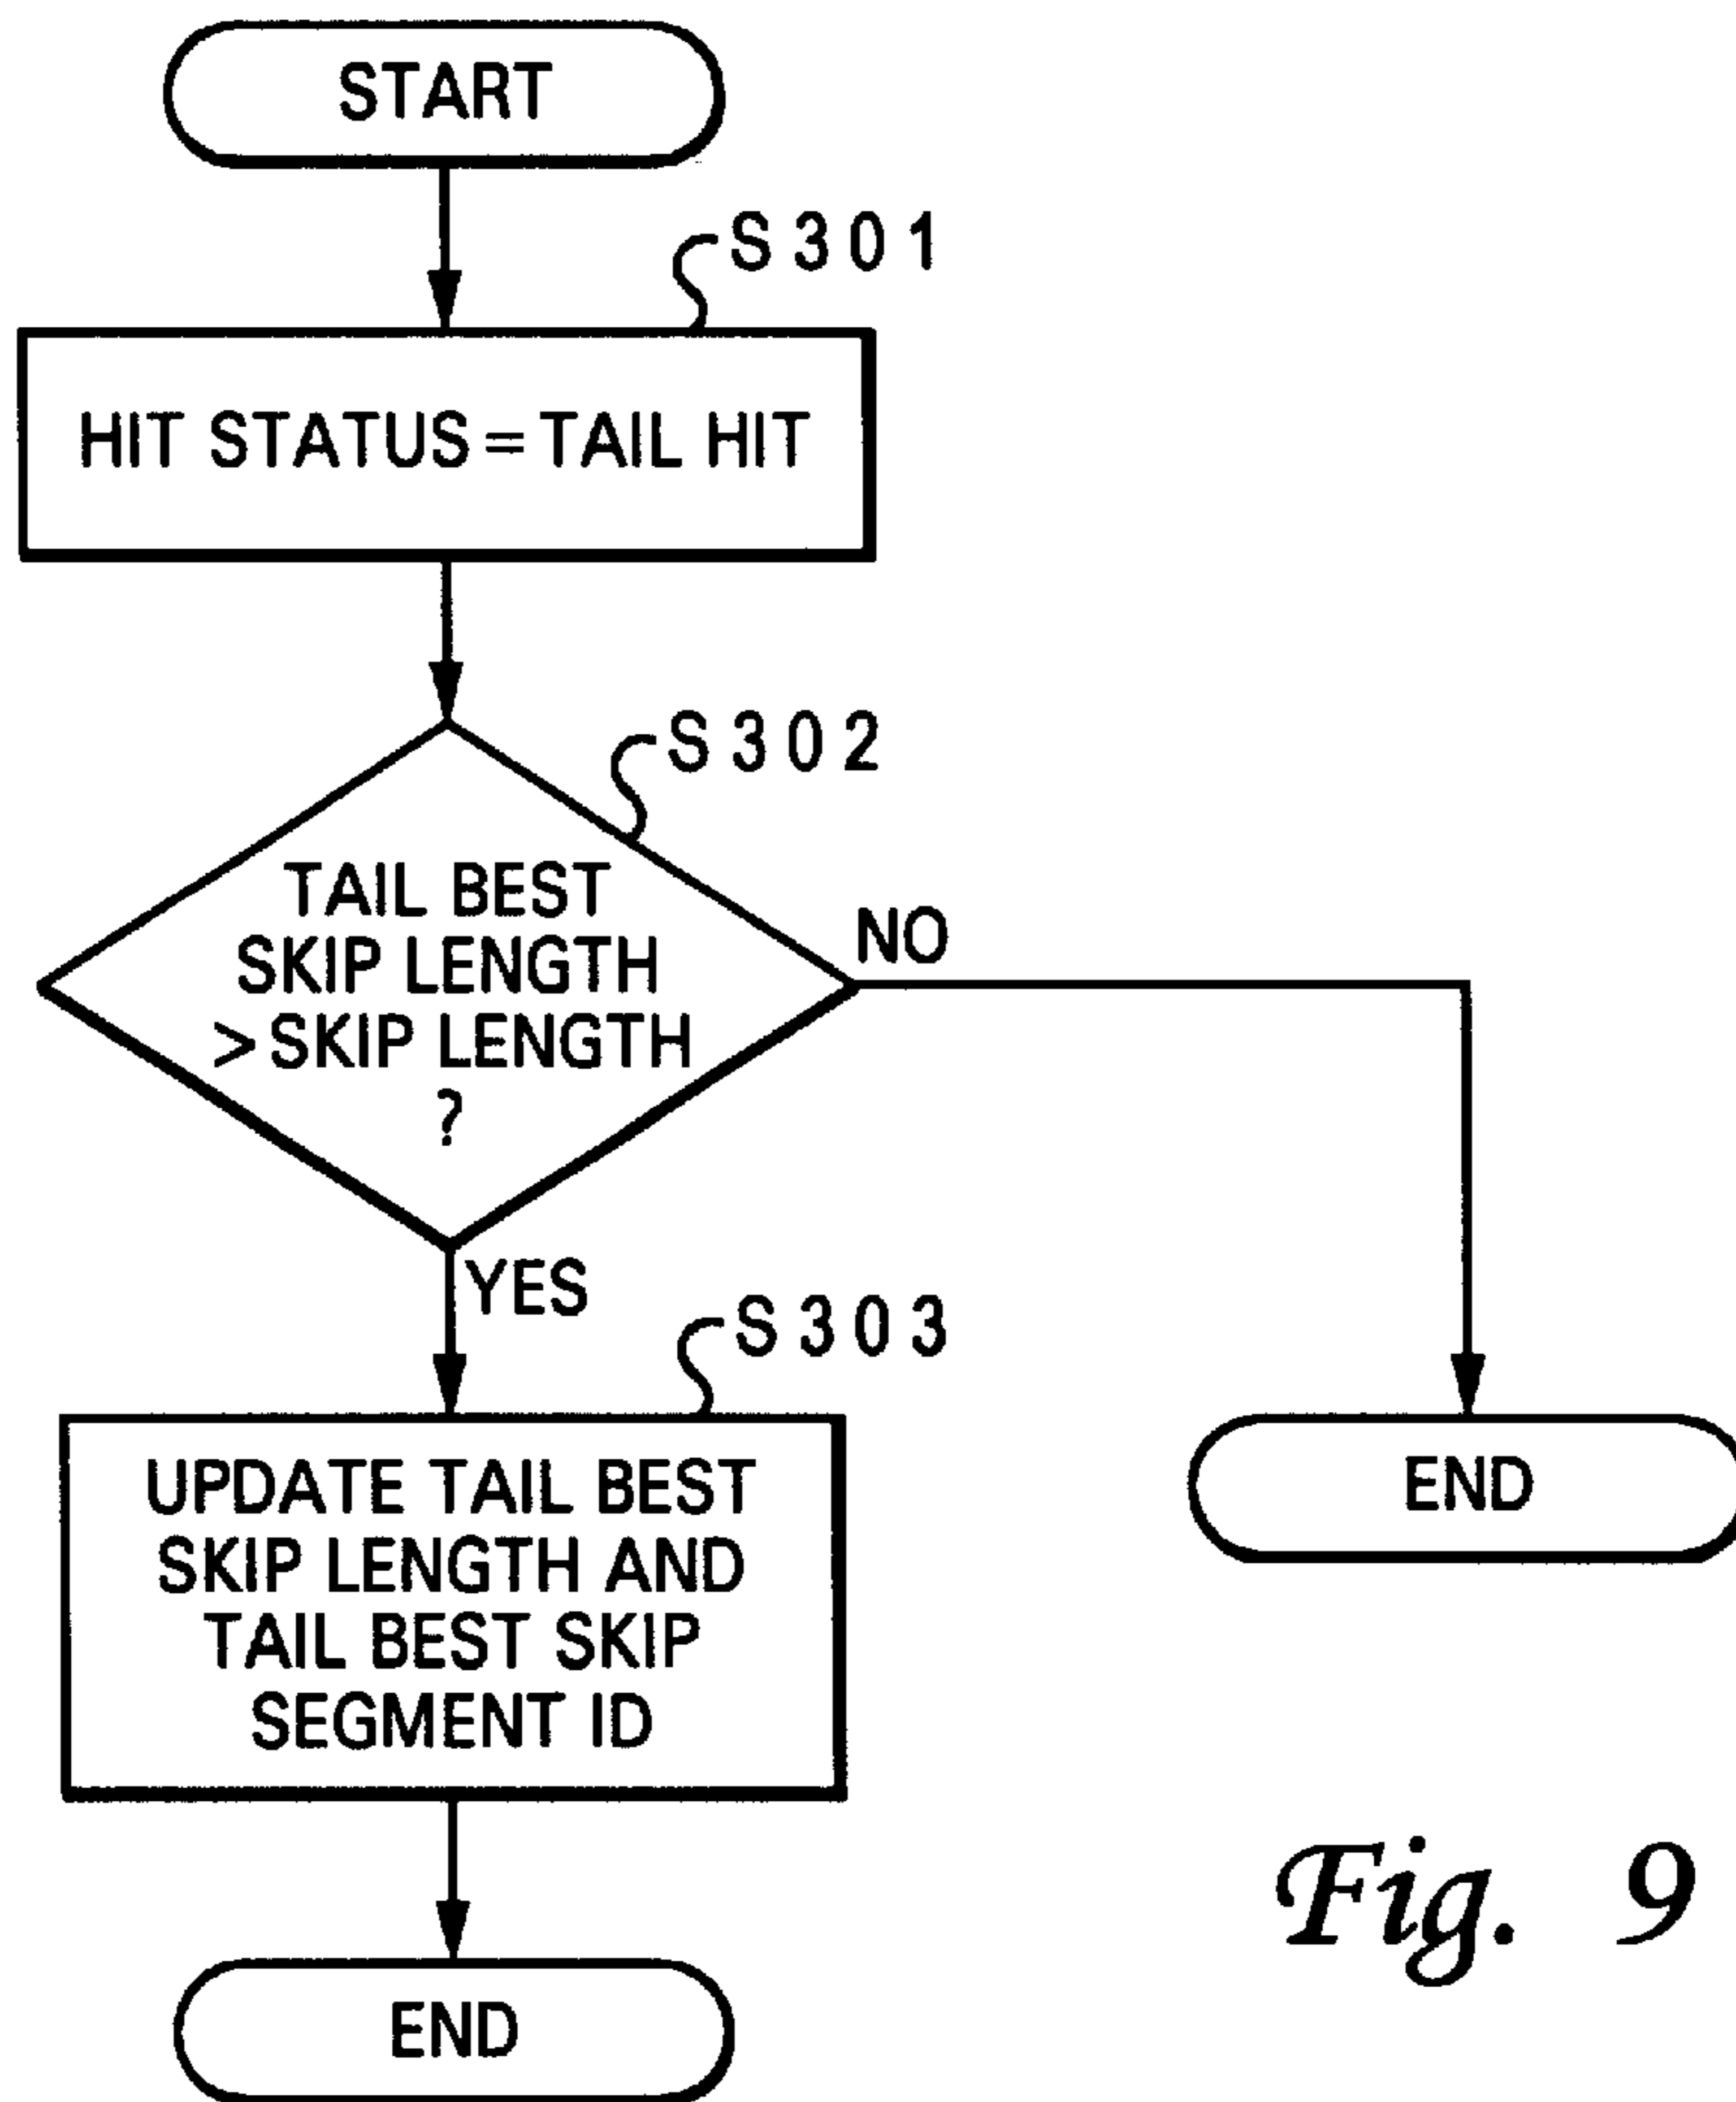 START
S301
HIT STATUS=TAIL HIT
S302
TAIL BEST
SKIP LENGTH
>SKIP LENGTH
?
NO
YES
S303
UPDATE TAIL BEST
SKIP LENGTH AND
TAIL BEST SKIP
SEGMENT ID
END
END
Fig. 9